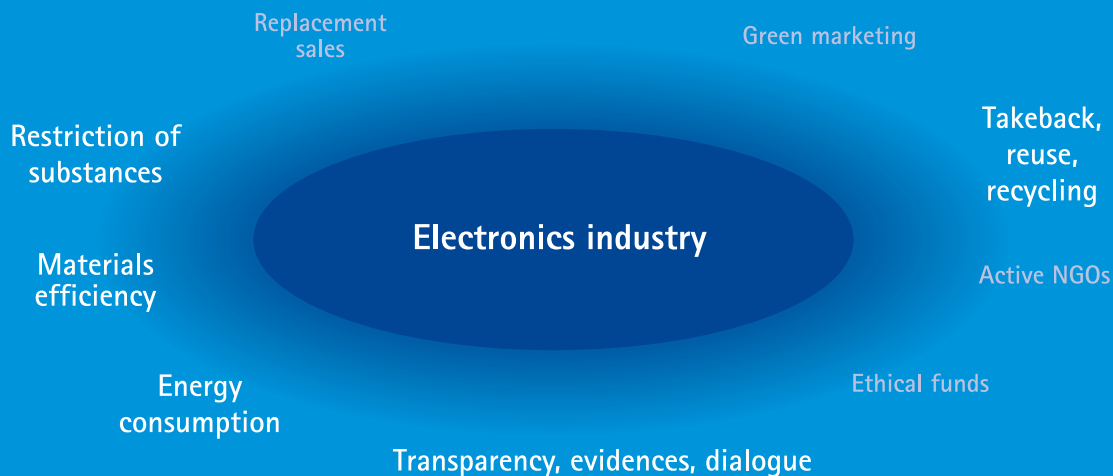 Replacement
sales
Green marketing
Restriction of
substances
Takeback,
reuse,
recycling
Electronics industry
Materials
efficiency
Active NGOs
Energy
consumption
Ethical funds
Transparency, evidences, dialogue